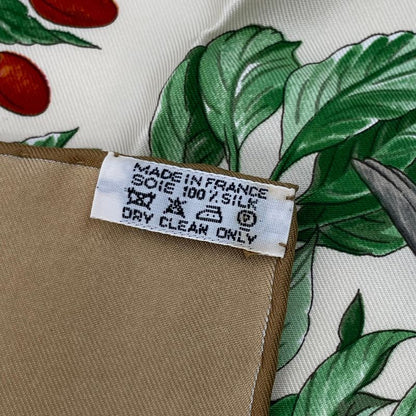 MADE IN FRANCE
SOIE 100% SILK
P
DRY CLEAN ONLY